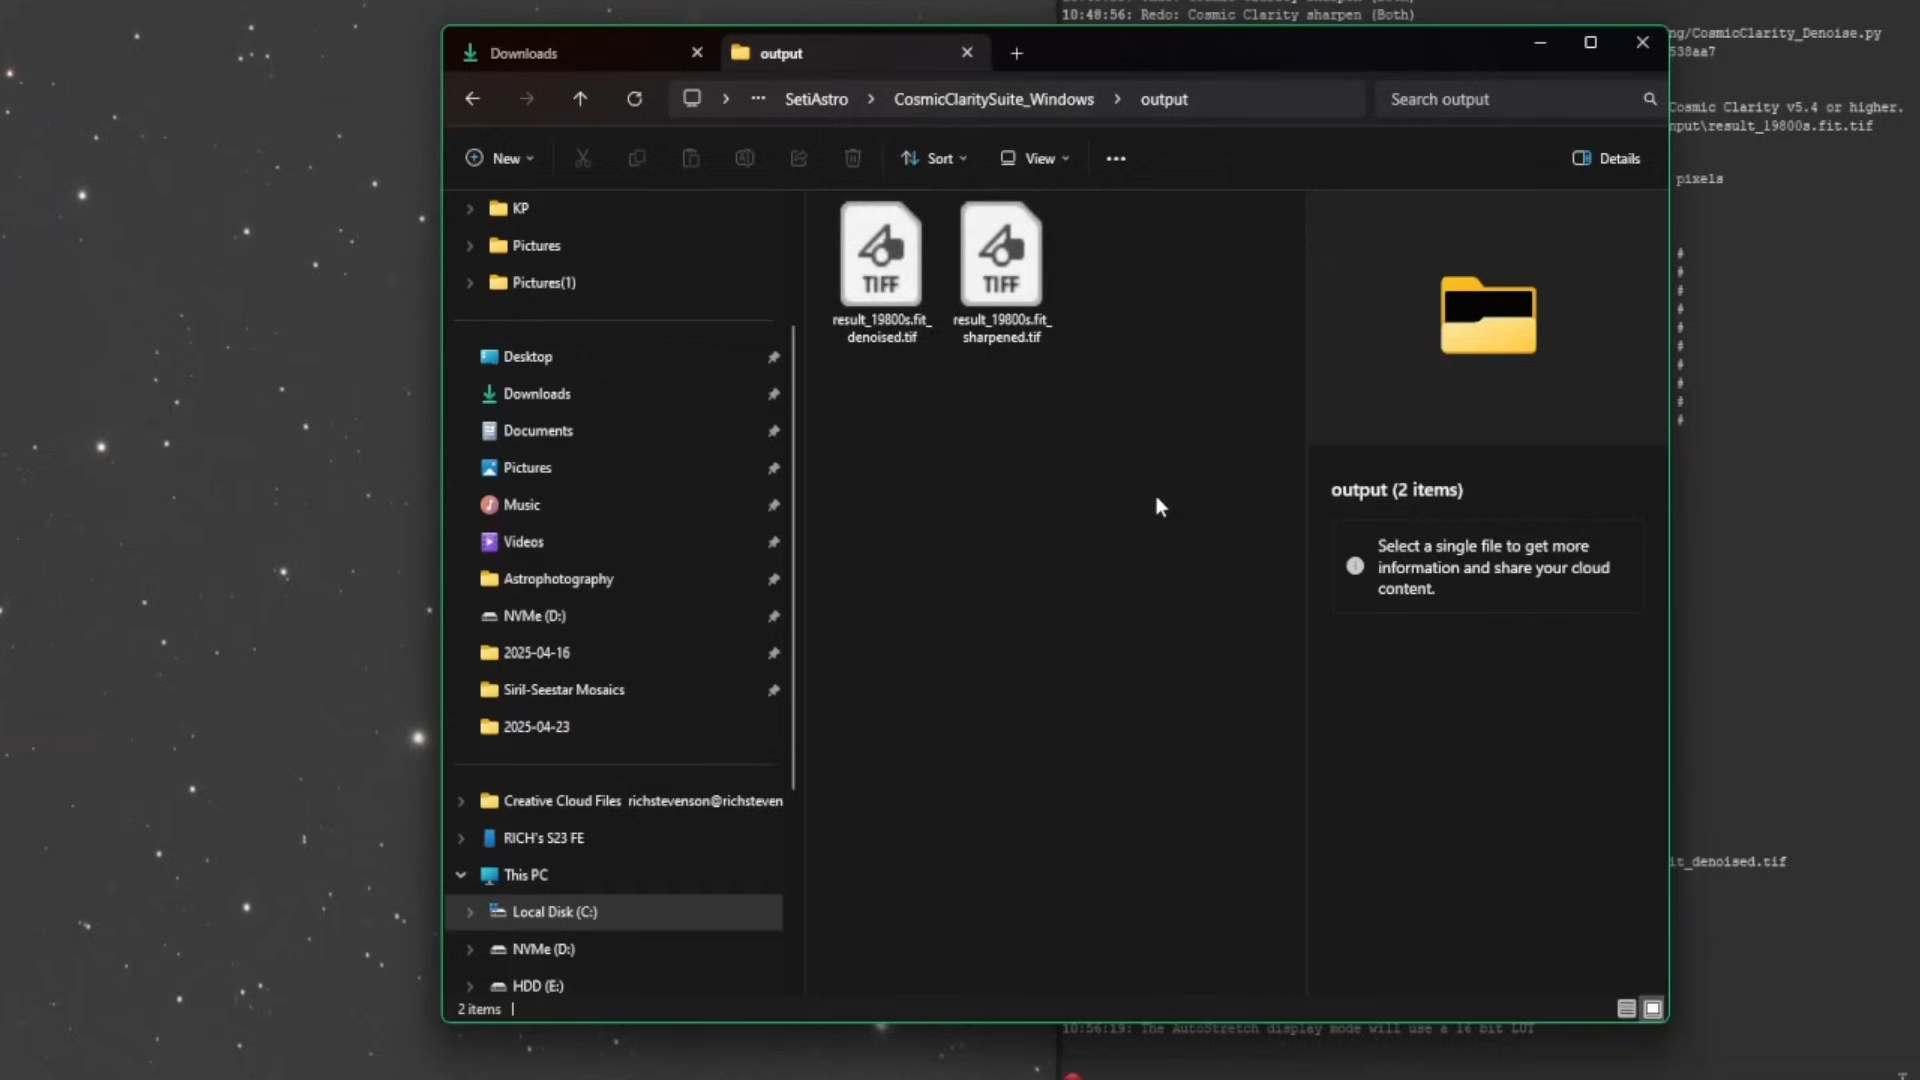 10:48:56: Redo: Cosmic Clarity sharpen (Both)
ng/CosmicClarity_Denoise.py
538aa7
Cosmic Clarity v5.4 or higher.
nput\result_19800s.fit.tif
pixels
#
#
#
#
#
#
#
#
#
#
it_denoised.tif
10:56:19: The AutoStretch display mode will use a 16 bit LUT
Downloads
output
SetiAstro
CosmicClaritySuite_Windows
output
Search output
New
Sort
View
Details
KP
Pictures
Pictures(1)
Desktop
Downloads
Documents
Pictures
Music
Videos
Astrophotography
NVMe (D:)
2025-04-16
Siril-Seestar Mosaics
2025-04-23
Creative Cloud Files richstevenson@richsteven
RICH's S23 FE
This PC
Local Disk (C:)
NVMe (D:)
HDD (E:)
2 items
TIFF
result_19800s.fit_
denoised.tif
TIFF
result_19800s.fit_
sharpened.tif
output (2 items)
Select a single file to get more
information and share your cloud
content.